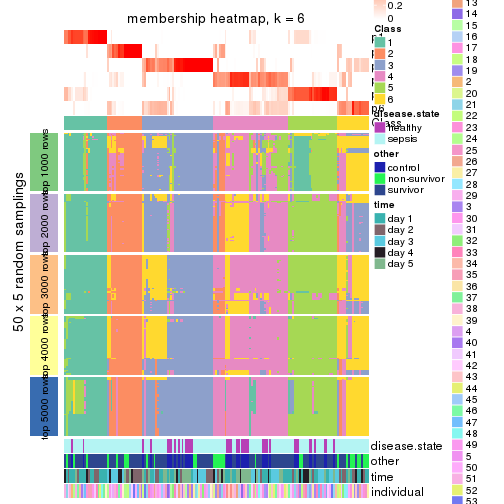 membership heatmap, k = 6
0.2
0
Class
1
2
3
4
5
6
disease.state
healthy
sepsis
other
control
non-survivor
survivor
time
day 1
day 2
day 3
day 4
day 5
50 x 5 random samplings
top 1000 rows
top 2000 rows
top 3000 rows
top 4000 rows
top 5000 rows
disease.state
other
time
individual
13
14
15
16
17
18
19
2
20
21
22
23
24
25
26
27
28
29
3
30
31
32
33
34
35
36
37
38
39
4
40
41
42
43
44
45
46
47
48
49
5
50
51
52